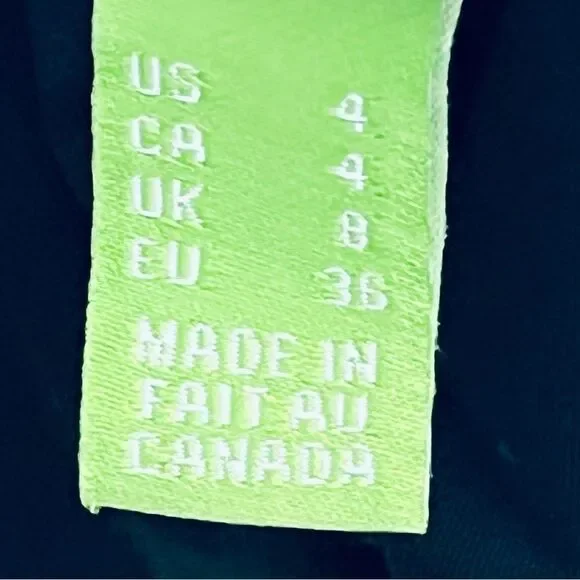 US 4
CA 4
UK 8
EU 36
MADE IN
FAIT AU
CANADA